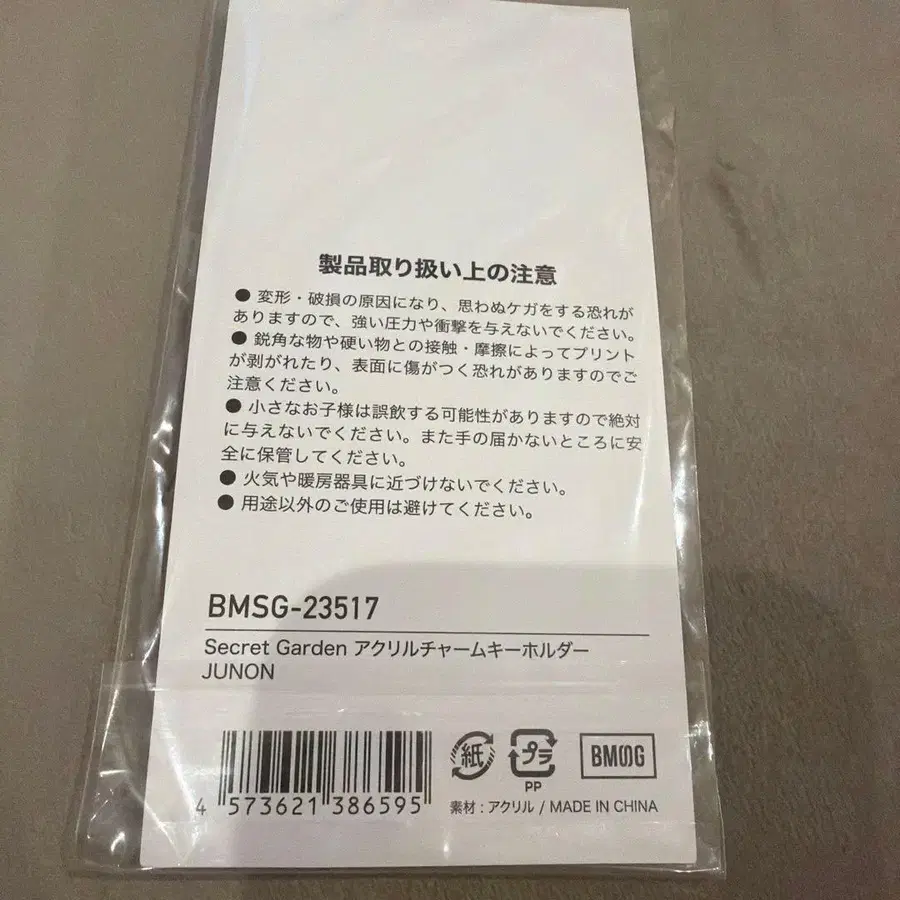 製品取り扱い上の注意
● 変形・破損の原因になり、思わぬケガをする恐れが
ありますので、強い圧力や衝撃を与えないでください。
● 鋭角な物や硬い物との接触・摩擦によってプリント
が剥がれたり、表面に傷がつく恐れがありますのでご
注意ください。
● 小さなお子様は誤飲する可能性がありますので絶対
に与えないでください。また手の届かないところに安
全に保管してください。
● 火気や暖房器具に近づけないでください。
● 用途以外のご使用は避けてください。
BMSG-23517
Secret Garden アクリルチャームキーホルダー
JUNON
紙 プラ BMSG
PP
4 573621 386595
素材 : アクリル / MADE IN CHINA